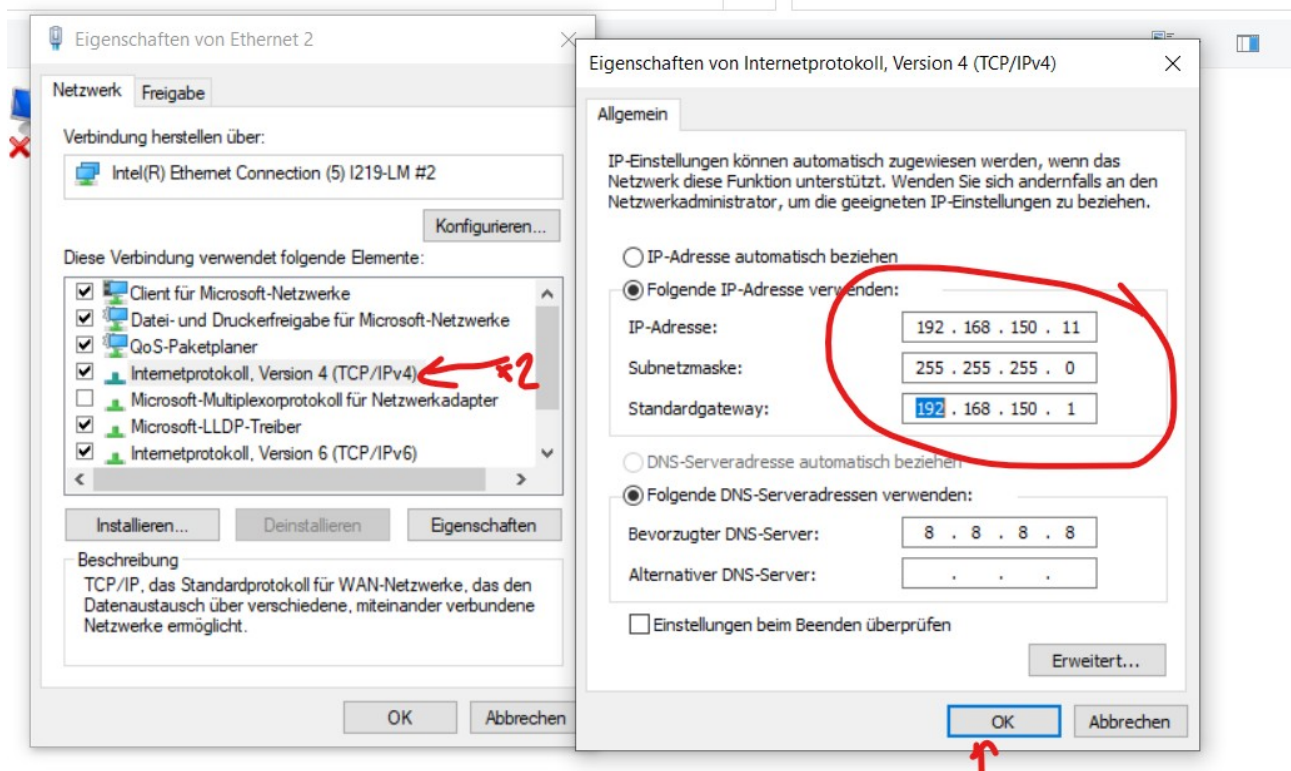 Eigenschaften von Ethernet 2
Netzwerk
Freigabe
Verbindung herstellen über:
Intel(R) Ethernet Connection (5) I219-LM #2
Konfigurieren...
Diese Verbindung verwendet folgende Elemente:
Client für Microsoft-Netzwerke
Datei- und Druckerfreigabe für Microsoft-Netzwerke
QoS-Paketplaner
Internetprotokoll, Version 4 (TCP/IPv4)
*2
Microsoft-Multiplexorprotokoll für Netzwerkadapter
Microsoft-LLDP-Treiber
Internetprotokoll, Version 6 (TCP/IPv6)
Installieren...
Deinstallieren
Eigenschaften
Beschreibung
TCP/IP, das Standardprotokoll für WAN-Netzwerke, das den
Datenaustausch über verschiedene, miteinander verbundene
Netzwerke ermöglicht.
OK
Abbrechen
Eigenschaften von Internetprotokoll, Version 4 (TCP/IPv4)
Allgemein
IP-Einstellungen können automatisch zugewiesen werden, wenn das
Netzwerk diese Funktion unterstützt. Wenden Sie sich andernfalls an den
Netzwerkadministrator, um die geeigneten IP-Einstellungen zu beziehen.
IP-Adresse automatisch beziehen
Folgende IP-Adresse verwenden:
IP-Adresse: 192 . 168 . 150 . 11
Subnetzmaske: 255 . 255 . 255 . 0
Standardgateway: 192 . 168 . 150 . 1
DNS-Serveradresse automatisch beziehen
Folgende DNS-Serveradressen verwenden:
Bevorzugter DNS-Server: 8 . 8 . 8 . 8
Alternativer DNS-Server: . . .
Einstellungen beim Beenden überprüfen
Erweitert...
OK
Abbrechen